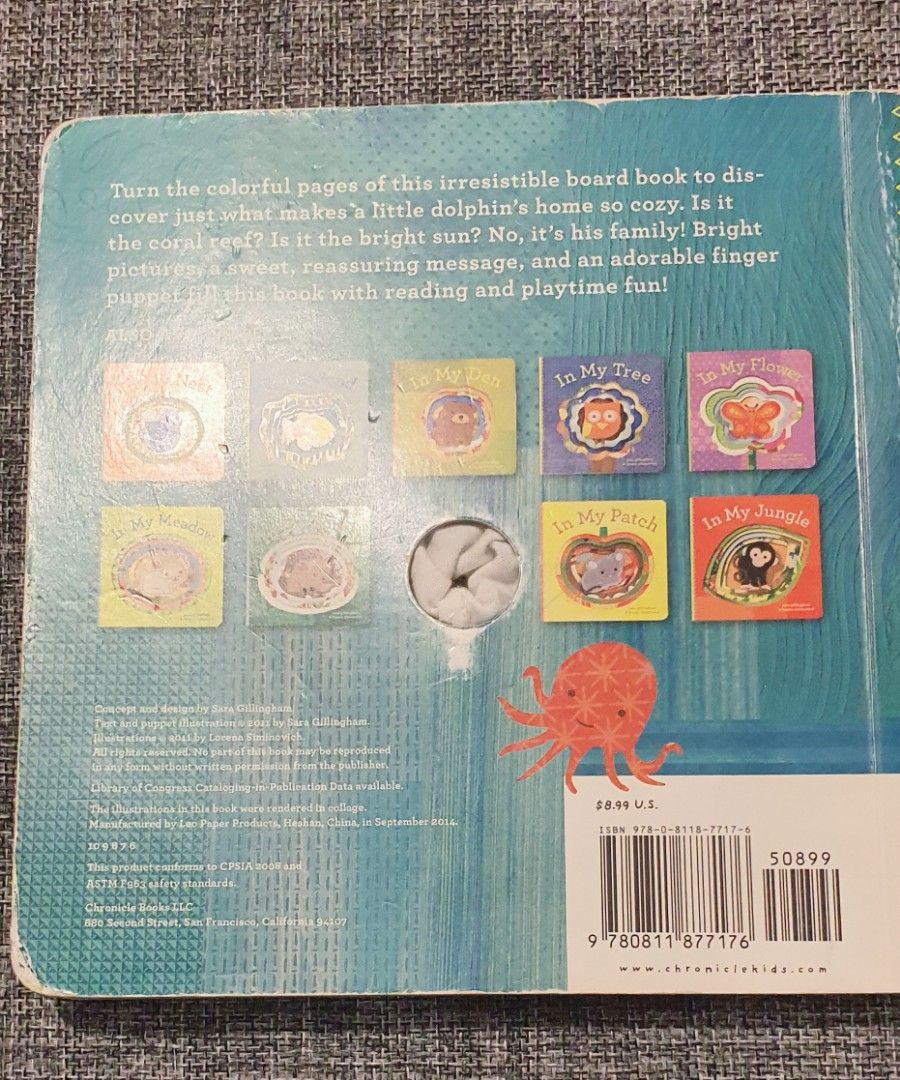 Turn the colorful pages of this irresistible board book to dis-
cover just what makes a little dolphin's home so cozy. Is it
the coral reef? Is it the bright sun? No, it's his family! Bright
pictures, a sweet, reassuring message, and an adorable finger
puppet fill this book with reading and playtime fun!
ALSO
Nest
In My Den
In My Tree
In My Flower
In My Meadow
In My Patch
In My Jungle
Concept and design by Sara Gillingham.
Text and puppet illustration © 2011 by Sara Gillingham.
Illustrations © 2011 by Lorena Siminovich.
All rights reserved. No part of this book may be reproduced
in any form without written permission from the publisher.
Library of Congress Cataloging-in-Publication Data available.
The illustrations in this book were rendered in collage.
Manufactured by Leo Paper Products, Heshan, China, in September 2014.
10 9 8 7 6
This product conforms to CPSIA 2008 and
ASTM F963 safety standards.
Chronicle Books LLC
680 Second Street, San Francisco, California 94107
$8.99 U.S.
ISBN 978-0-8118-7717-6
50899
9 780811 877176
www.chroniclekids.com